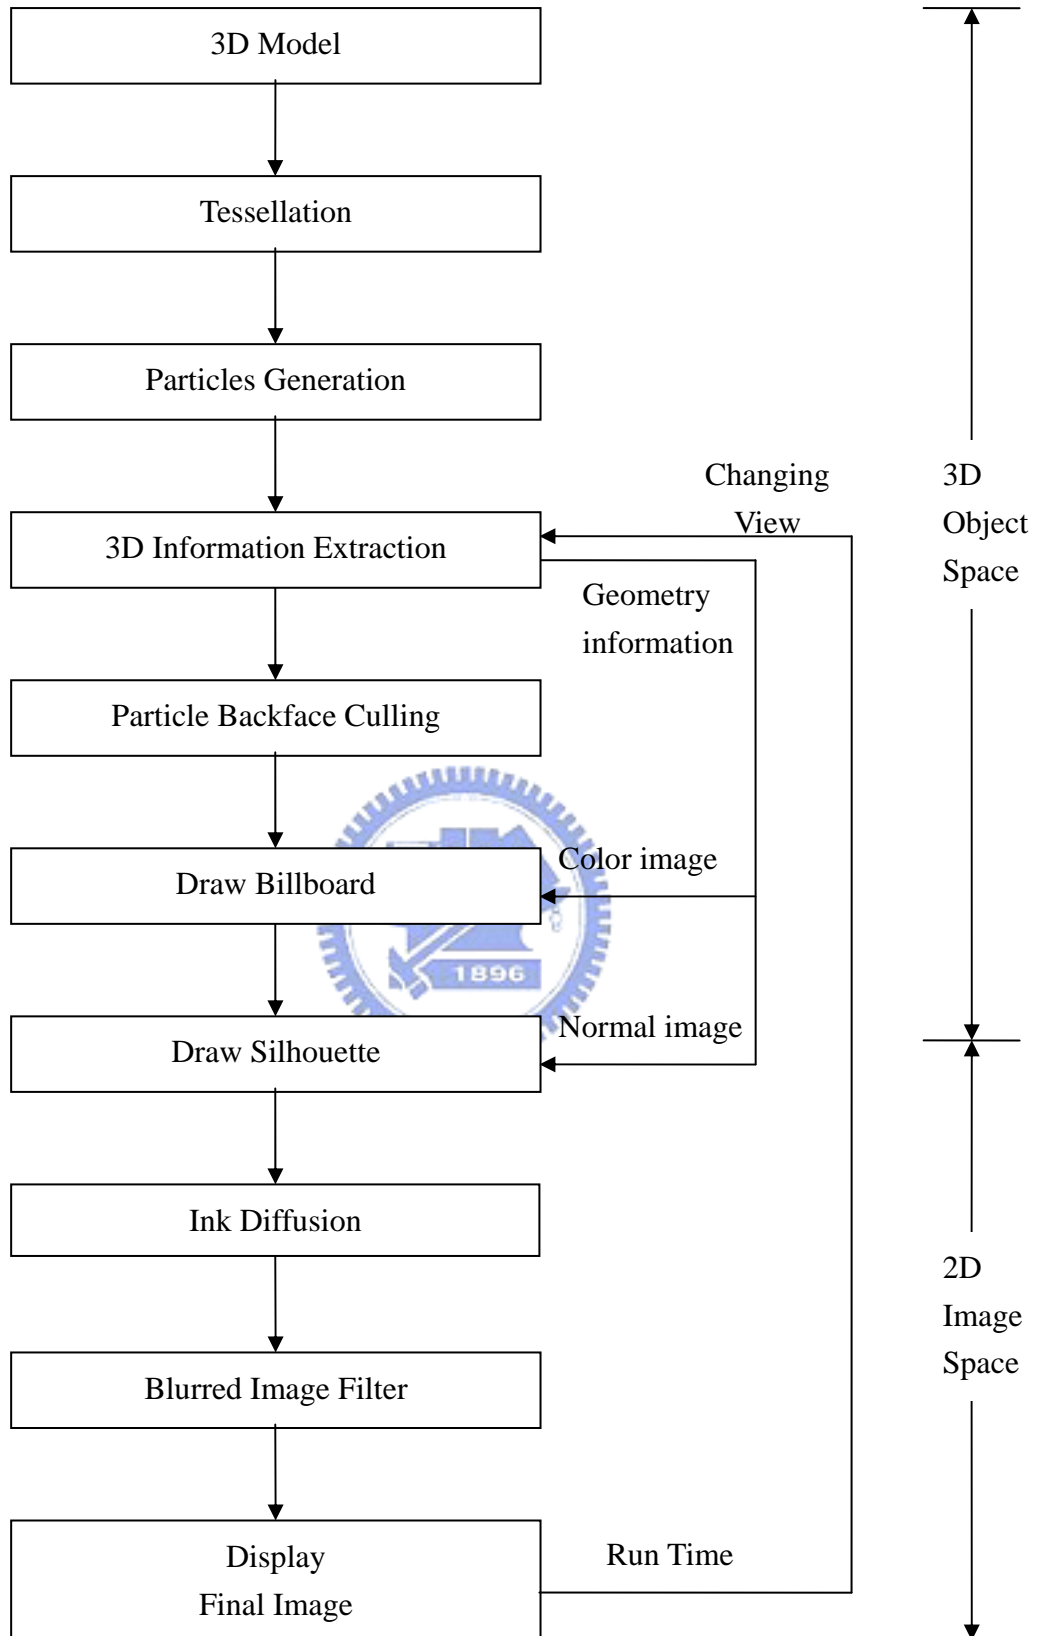 3D Model
Tessellation
Particles Generation
Changing
View
3D
Object
Space
3D Information Extraction
Geometry
information
Particle Backface Culling
Color image
Draw Billboard
1896
Normal image
Draw Silhouette
Ink Diffusion
2D
Image
Space
Blurred Image Filter
Display
Final Image
Run Time